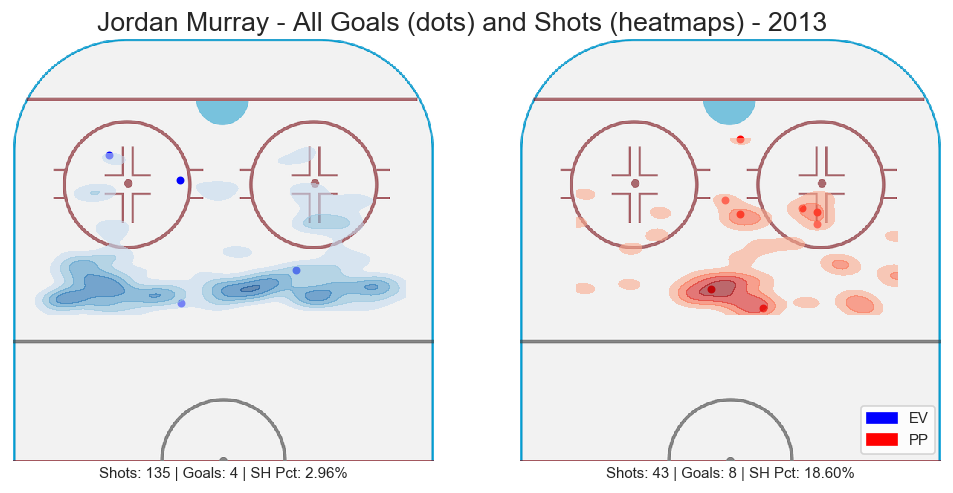 Jordan Murray - All Goals (dots) and Shots (heatmaps) - 2013
EV
PP
Shots: 135 | Goals: 4 | SH Pct: 2.96%
Shots: 43 | Goals: 8 | SH Pct: 18.60%